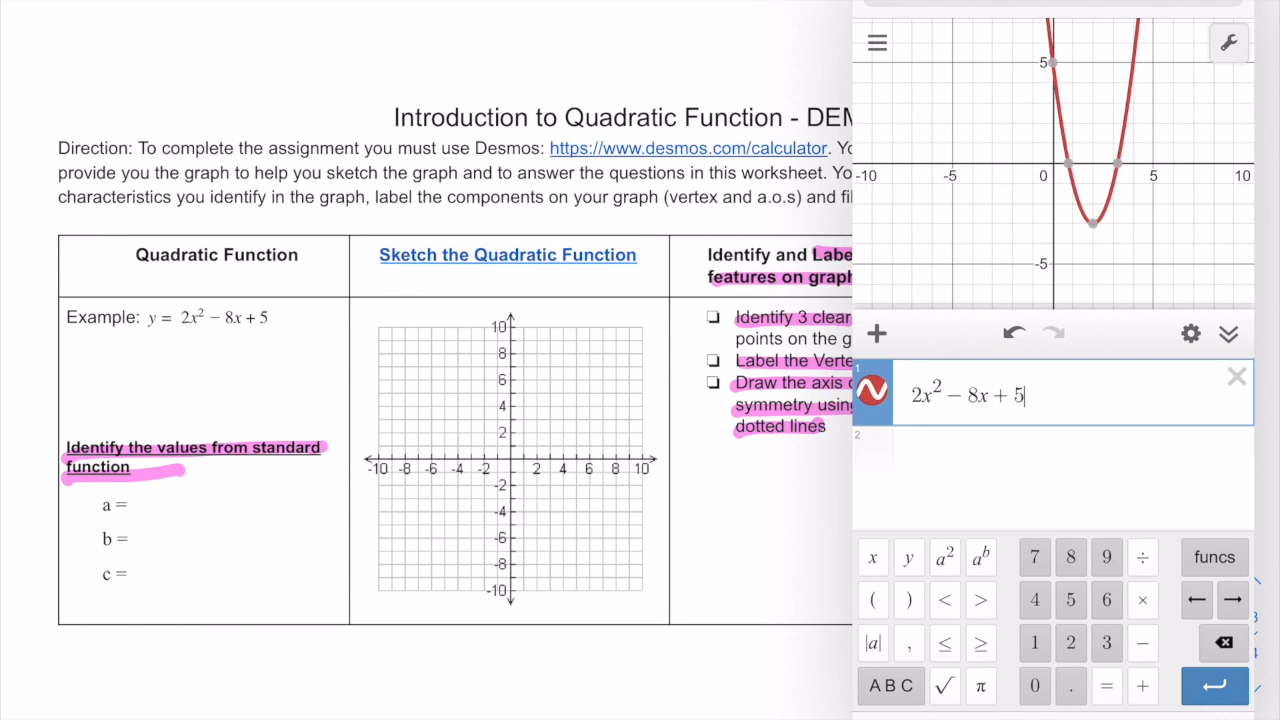 Introduction to Quadratic Function - DEM
Direction: To complete the assignment you must use Desmos: https://www.desmos.com/calculator. Yo
provide you the graph to help you sketch the graph and to answer the questions in this worksheet. Yo
characteristics you identify in the graph, label the components on your graph (vertex and a.o.s) and fil
Quadratic Function
Sketch the Quadratic Function
Identify and Labe
features on graph
Example: y = 2x² − 8x + 5
Identify the values from standard
function
a =
b =
c =
10
8
6
4
2
-10 -8 -6 -4 -2 2 4 6 8 10
-2
-4
-6
-8
-10
Identify 3 clear
points on the g
Label the Verte
Draw the axis o
symmetry using
dotted lines
5
-10 -5 0 5 10
-5
1
2x² − 8x + 5
2
x y a² aᵇ 7 8 9 ÷ funcs
( ) < > 4 5 6 × ← →
|a| , ≤ ≥ 1 2 3 −
A B C √ π 0 . = +